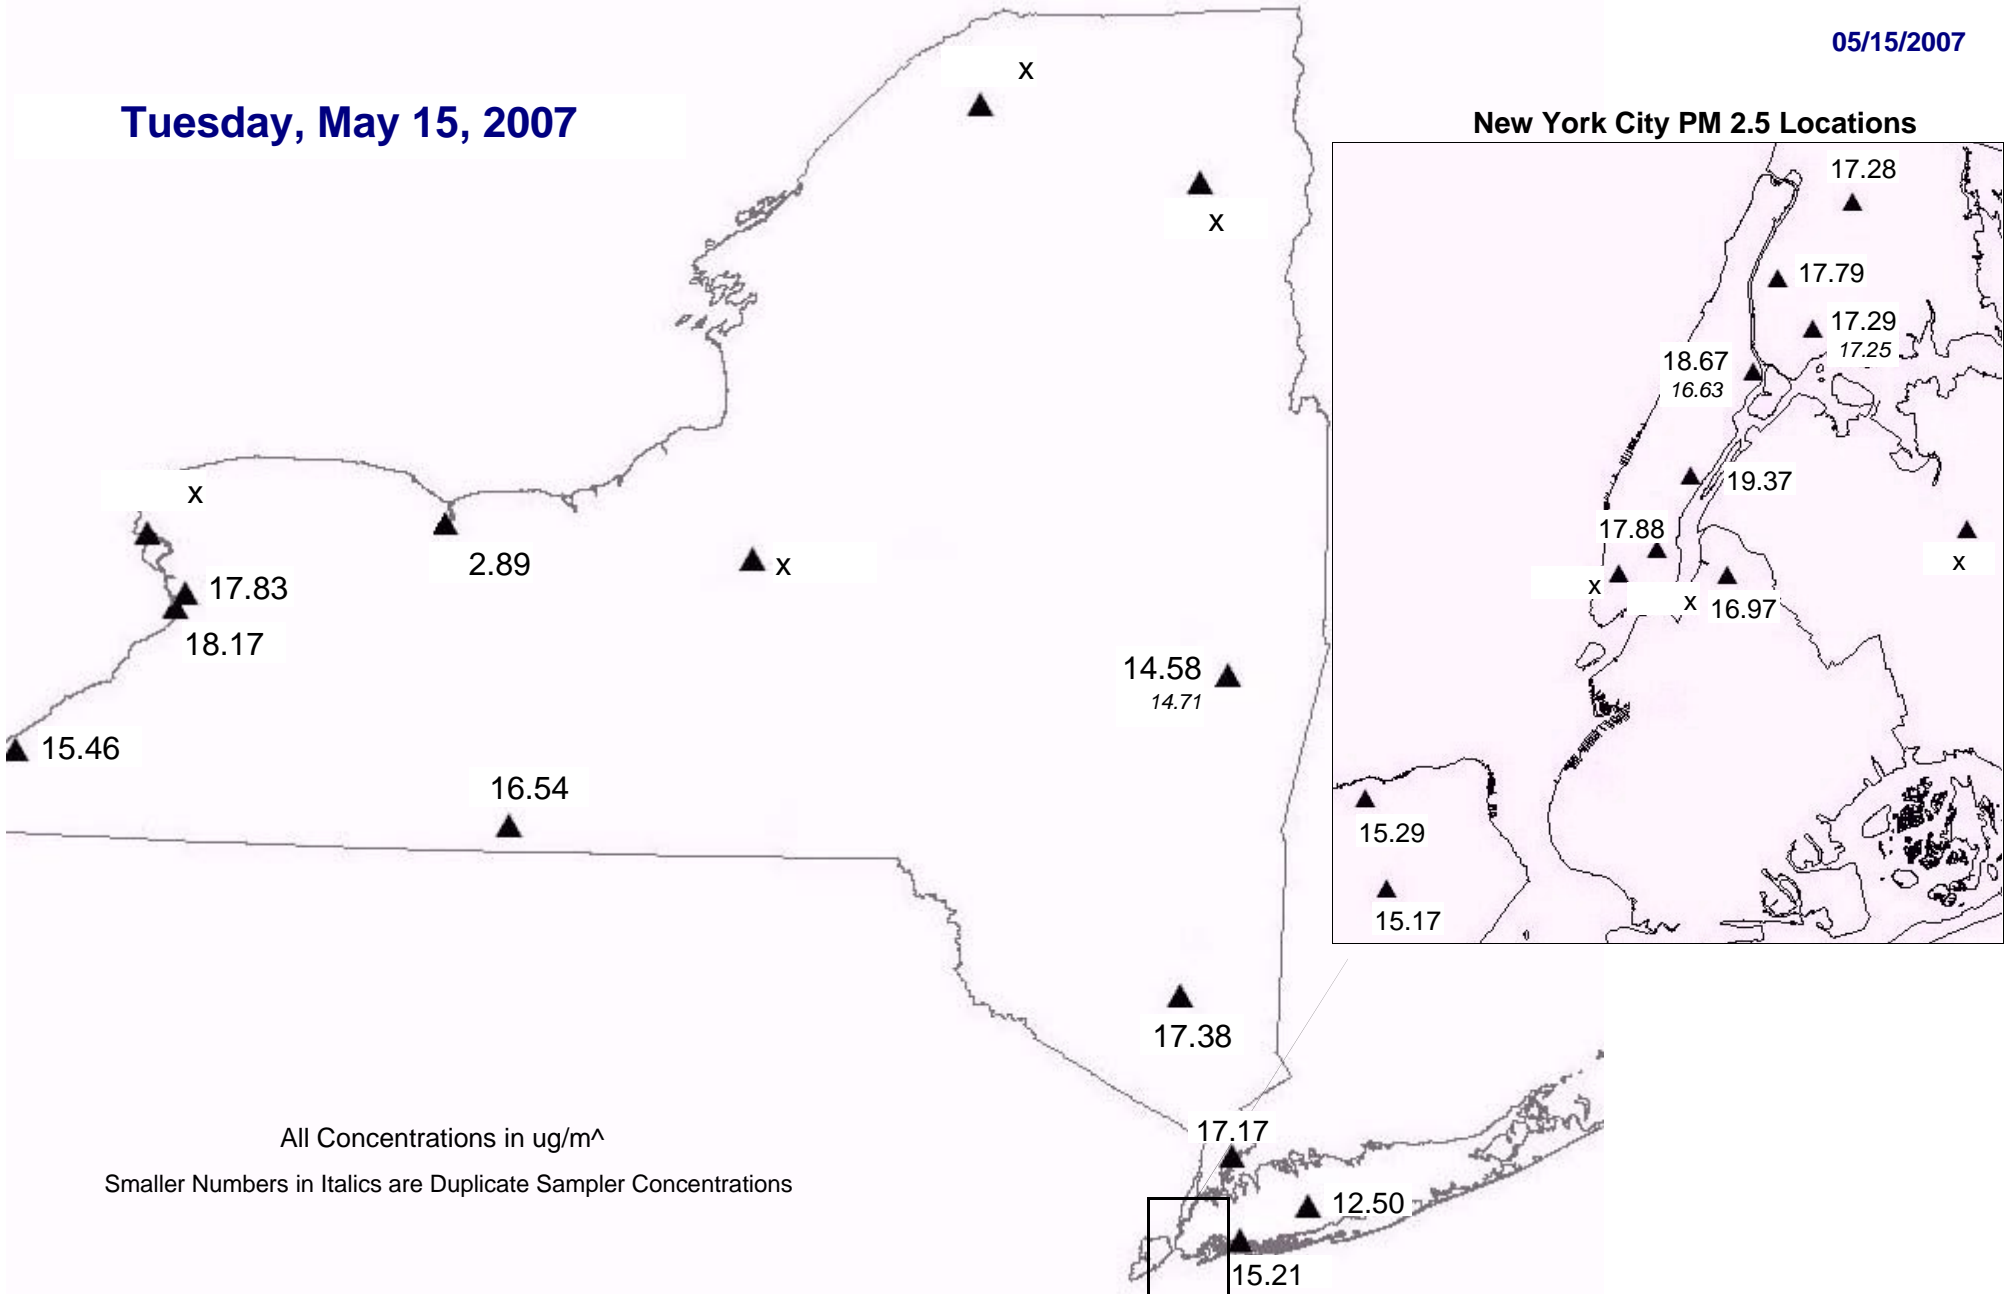 05/15/2007
Tuesday, May 15, 2007
New York City PM 2.5 Locations
x
x
x
2.89
x
17.83
18.17
14.58
14.71
15.46
16.54
17.38
17.17
12.50
15.21
17.28
17.79
17.29
17.25
18.67
16.63
19.37
17.88
x
x
x
16.97
15.29
15.17
All Concentrations in ug/m^
Smaller Numbers in Italics are Duplicate Sampler Concentrations